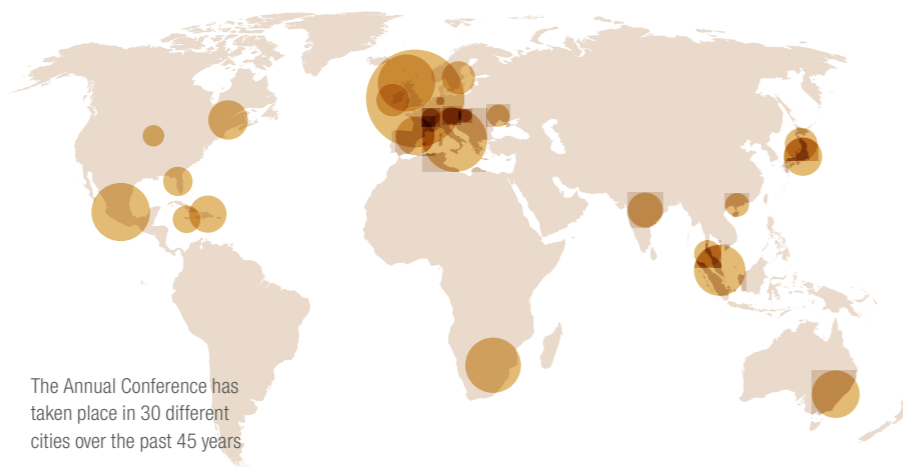 The Annual Conference has
taken place in 30 different
cities over the past 45 years